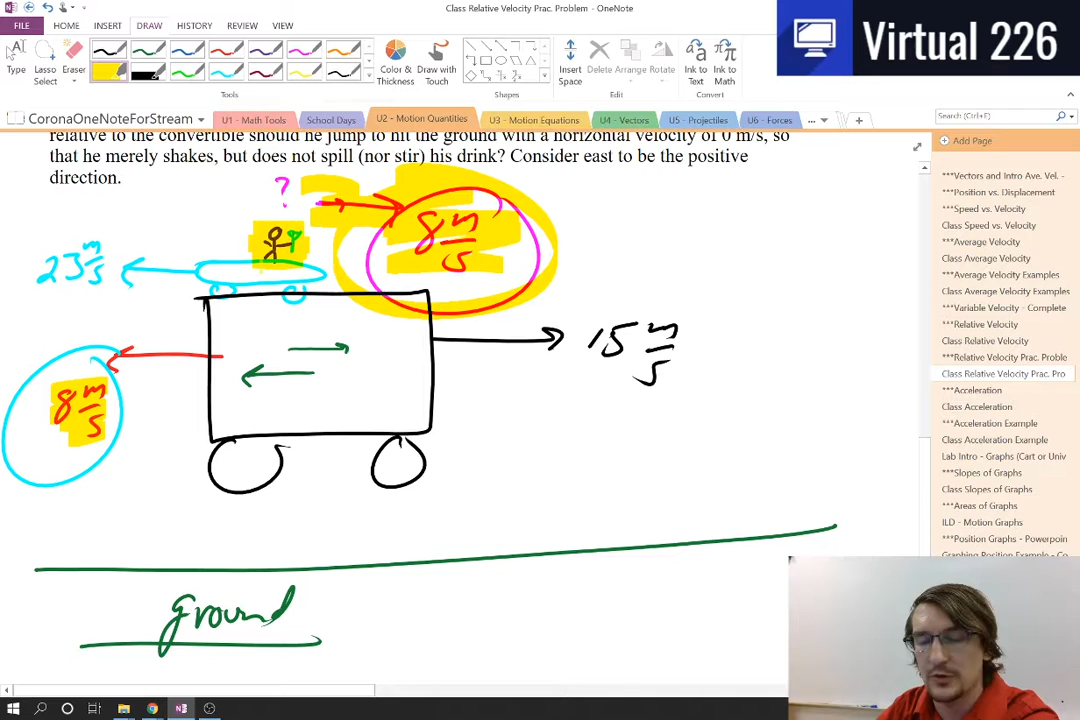 Class Relative Velocity Prac. Problem - OneNote
FILE HOME INSERT DRAW HISTORY REVIEW VIEW
Virtual 226
Type Lasso Select Eraser Color & Thickness Draw with Touch Insert Space Delete Arrange Rotate Ink to Text Ink to Math
Tools Shapes Edit Convert
CoronaOneNoteForStream U1 - Math Tools School Days U2 - Motion Quantities U3 - Motion Equations U4 - Vectors U5 - Projectiles U6 - Forces ... Search (Ctrl+E)
relative to the convertible should he jump to hit the ground with a horizontal velocity of 0 m/s, so
that he merely shakes, but does not spill (nor stir) his drink? Consider east to be the positive
direction.
?
8 m/s
23 m/s
15 m/s
8 m/s
ground
Add Page
***Vectors and Intro Ave. Vel. -
***Position vs. Displacement
***Speed vs. Velocity
Class Speed vs. Velocity
***Average Velocity
Class Average Velocity
***Average Velocity Examples
Class Average Velocity Examples
***Variable Velocity - Complete
***Relative Velocity
Class Relative Velocity
***Relative Velocity Prac. Proble
Class Relative Velocity Prac. Pro
***Acceleration
Class Acceleration
***Acceleration Example
Class Acceleration Example
Lab Intro - Graphs (Cart or Univ
***Slopes of Graphs
Class Slopes of Graphs
***Areas of Graphs
ILD - Motion Graphs
***Position Graphs - Powerpoin
Graphing Position Example - Co